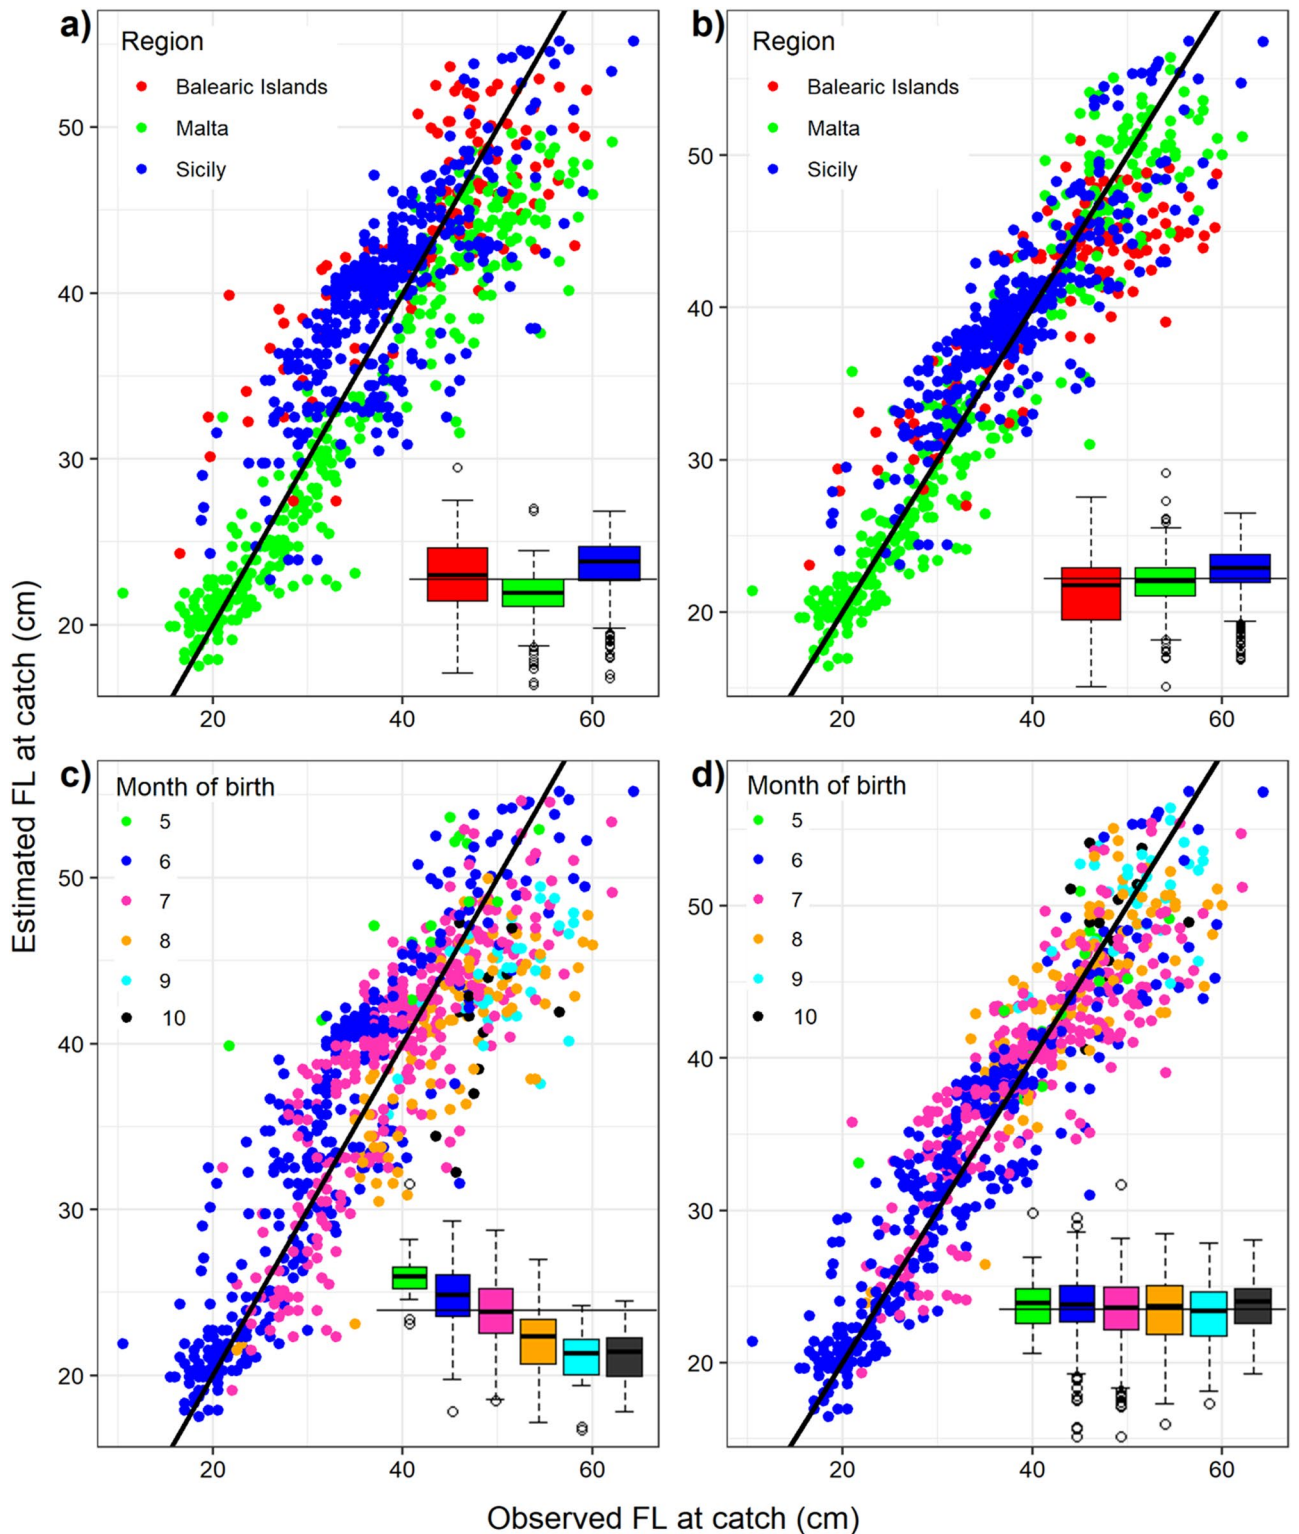 a)
Region
Balearic Islands
Malta
Sicily
50
40
30
20
20 40 60
b)
Region
Balearic Islands
Malta
Sicily
50
40
30
20
20 40 60
c)
Month of birth
5
6
7
8
9
10
50
40
30
20
20 40 60
d)
Month of birth
5
6
7
8
9
10
50
40
30
20
20 40 60
Estimated FL at catch (cm)
Observed FL at catch (cm)